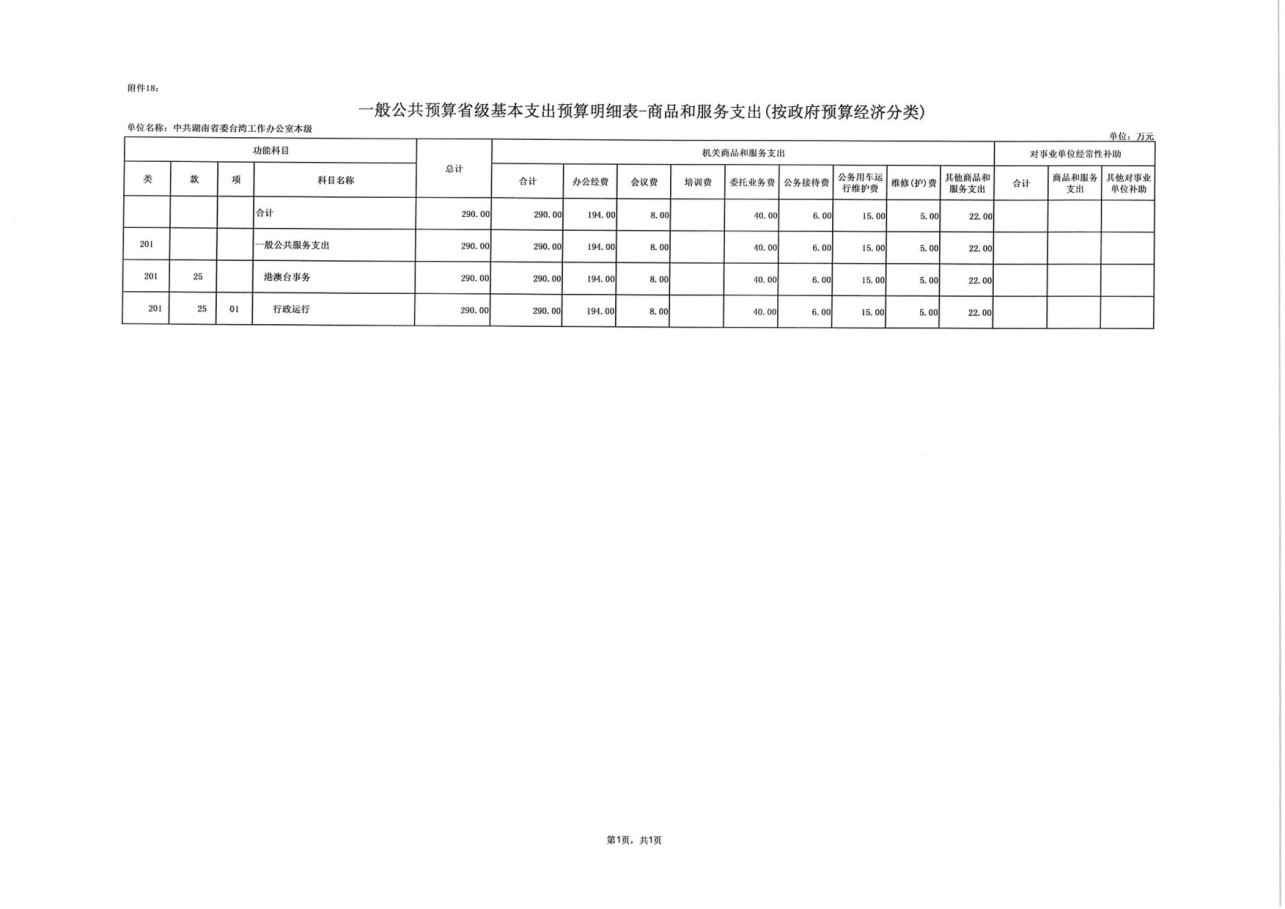 附件18：
一般公共预算省级基本支出预算明细表-商品和服务支出(按政府预算经济分类)
单位名称：中共湖南省委台湾工作办公室本级 单位：万元
功能科目 总计 机关商品和服务支出 对事业单位经常性补助
类 款 项 科目名称 合计 办公经费 会议费 培训费 委托业务费 公务接待费 公务用车运行维护费 维修(护)费 其他商品和服务支出 合计 商品和服务支出 其他对事业单位补助
合计 290.00 290.00 194.00 8.00 40.00 6.00 15.00 5.00 22.00
201 一般公共服务支出 290.00 290.00 194.00 8.00 40.00 6.00 15.00 5.00 22.00
201 25 港澳台事务 290.00 290.00 194.00 8.00 40.00 6.00 15.00 5.00 22.00
201 25 01 行政运行 290.00 290.00 194.00 8.00 40.00 6.00 15.00 5.00 22.00
第1页，共1页